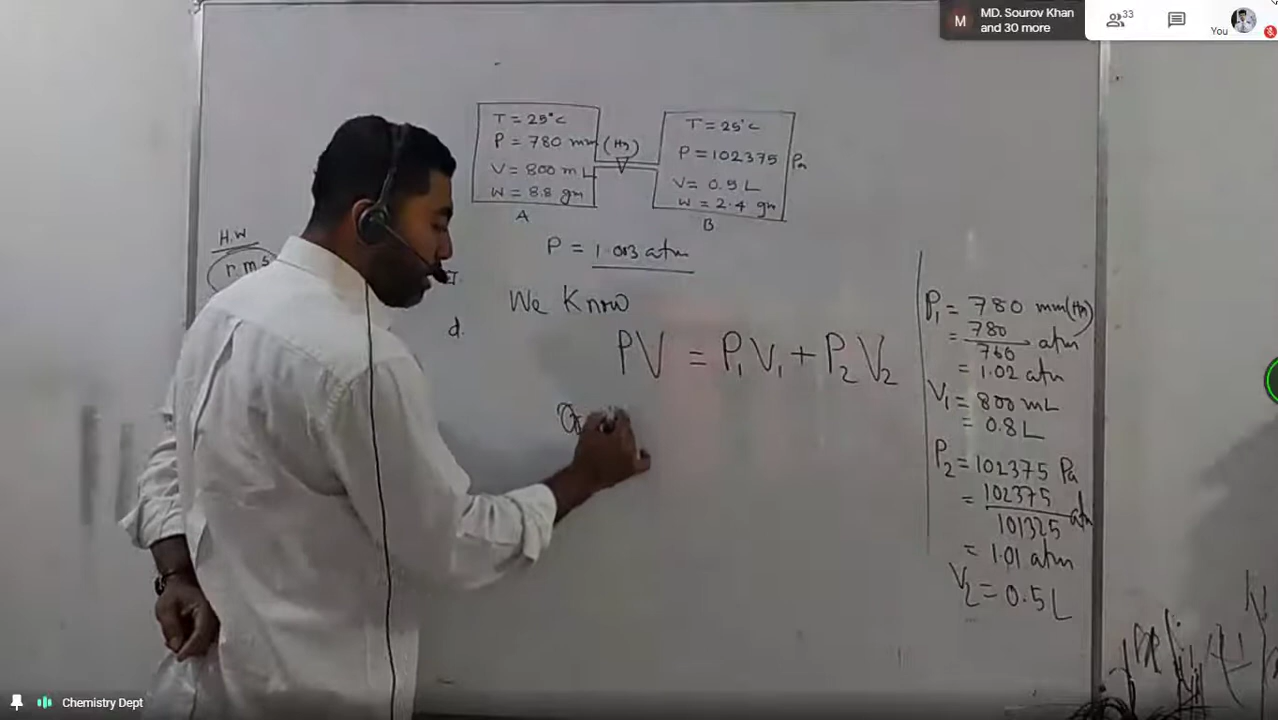 MD. Sourov Khan
and 30 more
M
33
You
T = 25°C
P = 780 mm (Hg)
V = 800 mL
W = 8.8 gm
A
T = 25°C
P = 102375 Pa
V = 0.5 L
W = 2.4 gm
B
H.W
r.m.s
P = 1.013 atm
d.
We Know
PV = P₁V₁ + P₂V₂
P₁ = 780 mm(Hg)
= 780/760 atm
= 1.02 atm
V₁ = 800 mL
= 0.8 L
P₂ = 102375 Pa
= 102375/101325 atm
= 1.01 atm
V₂ = 0.5 L
Chemistry Dept